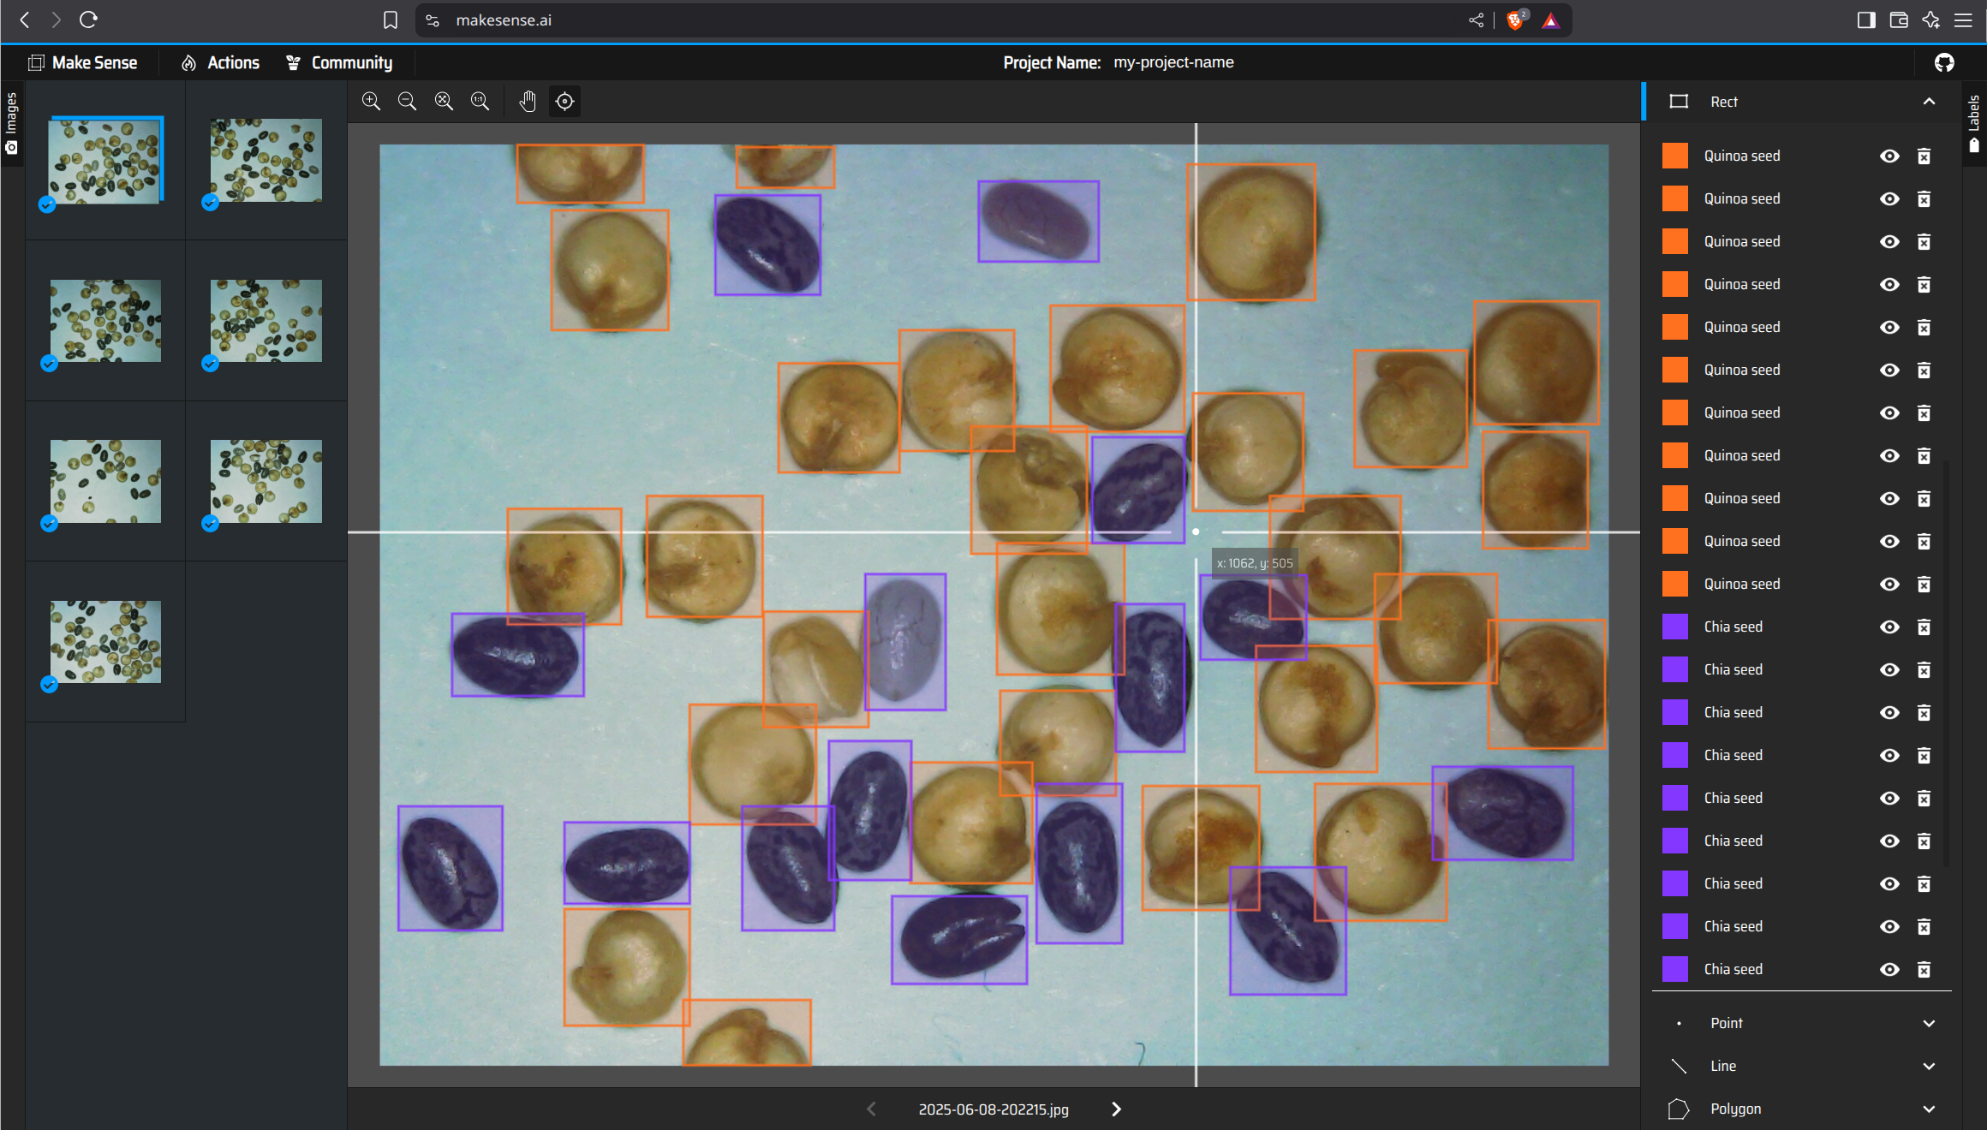 makesense.ai
2
Make Sense
Actions
Community
Project Name: my-project-name
Images
1:1
Rect
Labels
Quinoa seed
Quinoa seed
Quinoa seed
Quinoa seed
Quinoa seed
Quinoa seed
Quinoa seed
Quinoa seed
Quinoa seed
Quinoa seed
Quinoa seed
Chia seed
Chia seed
Chia seed
Chia seed
Chia seed
Chia seed
Chia seed
Chia seed
Chia seed
x: 1062, y: 505
Point
Line
Polygon
2025-06-08-202215.jpg